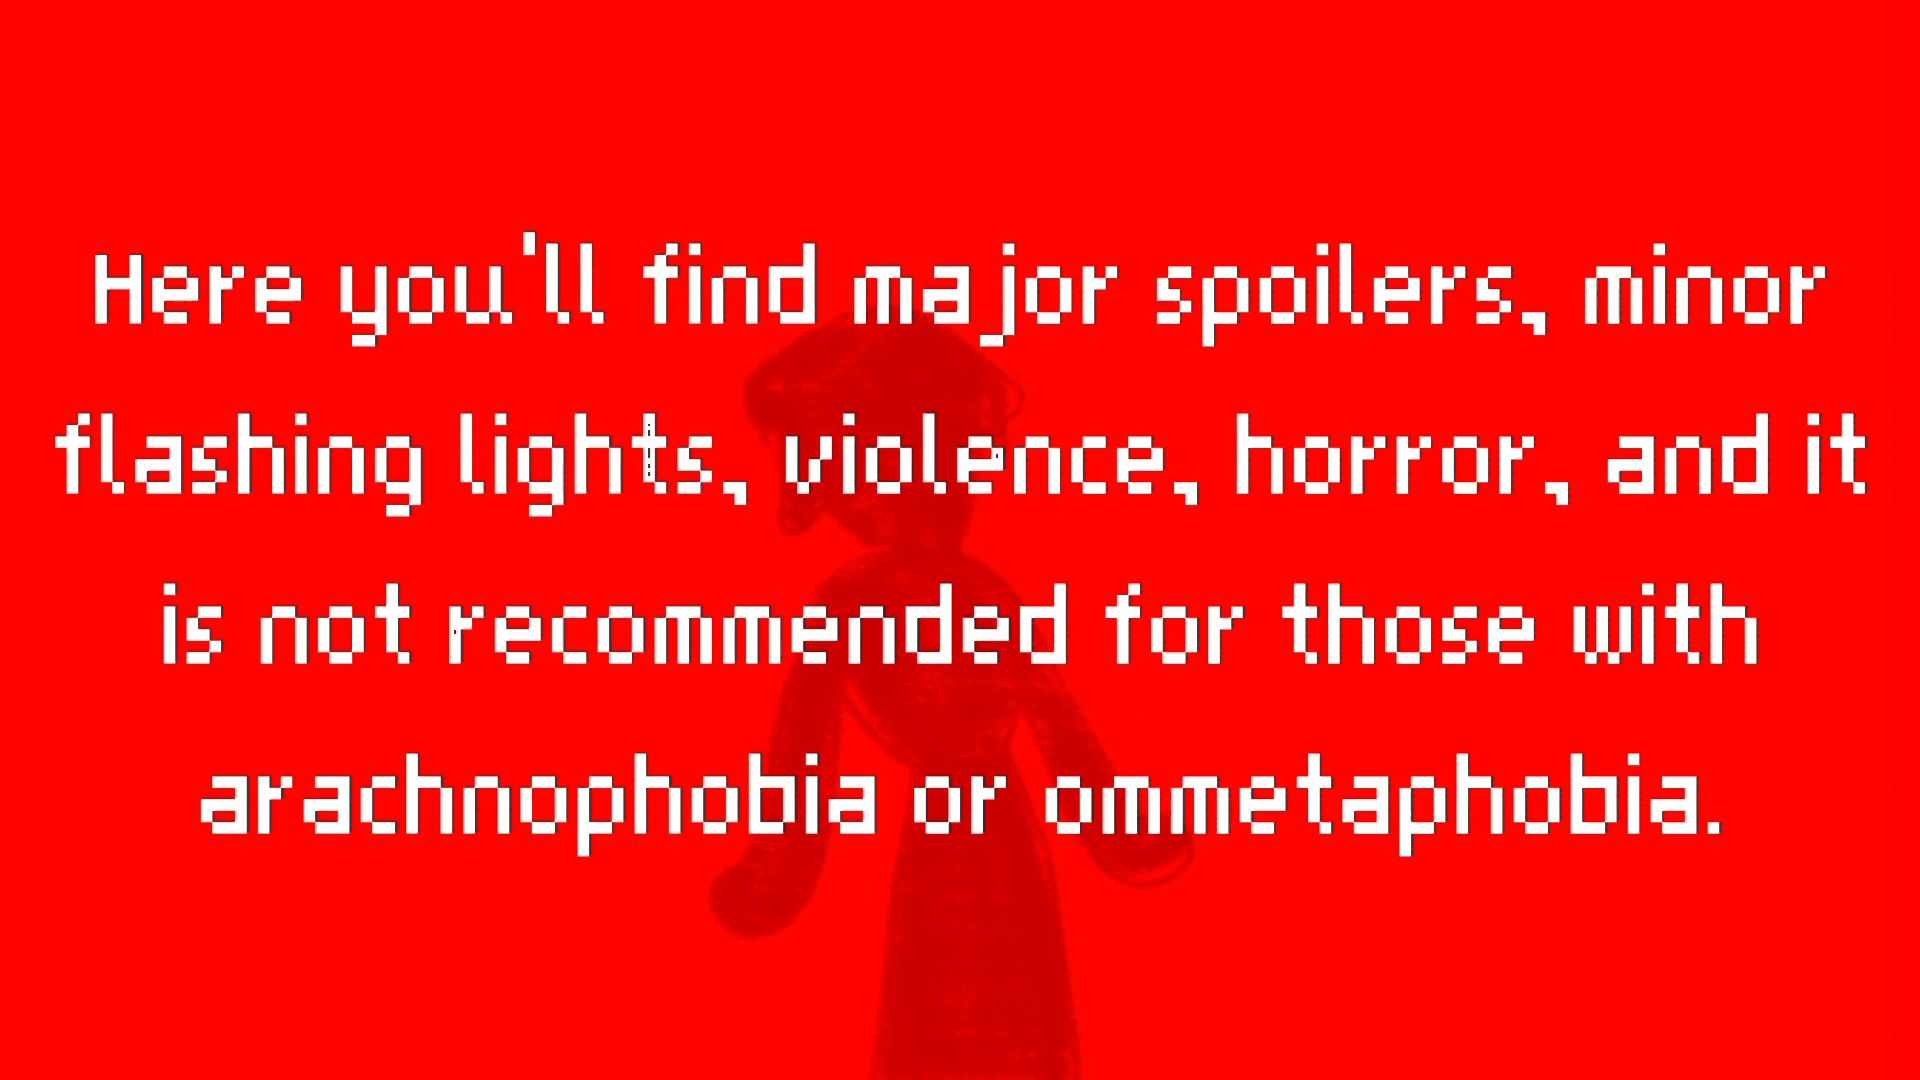 Here you'll find major spoilers, minor
flashing lights, violence, horror, and it
is not recommended for those with
arachnophobia or ommetaphobia.